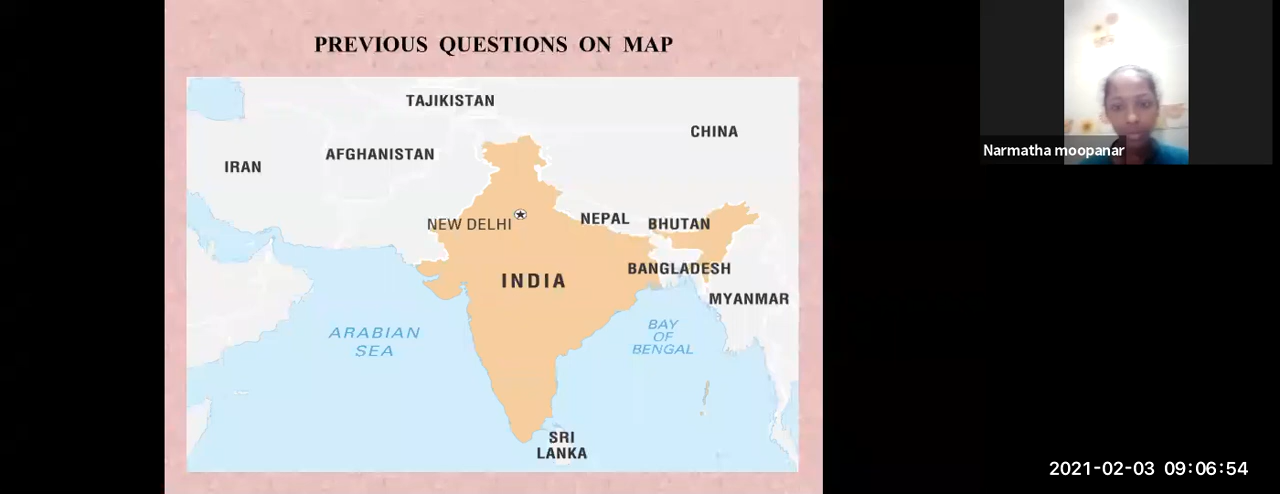 PREVIOUS QUESTIONS ON MAP
TAJIKISTAN
CHINA
AFGHANISTAN
IRAN
NEW DELHI
NEPAL
BHUTAN
INDIA
BANGLADESH
MYANMAR
ARABIAN
SEA
BAY
OF
BENGAL
SRI
LANKA
Narmatha moopanar
2021-02-03 09:06:54